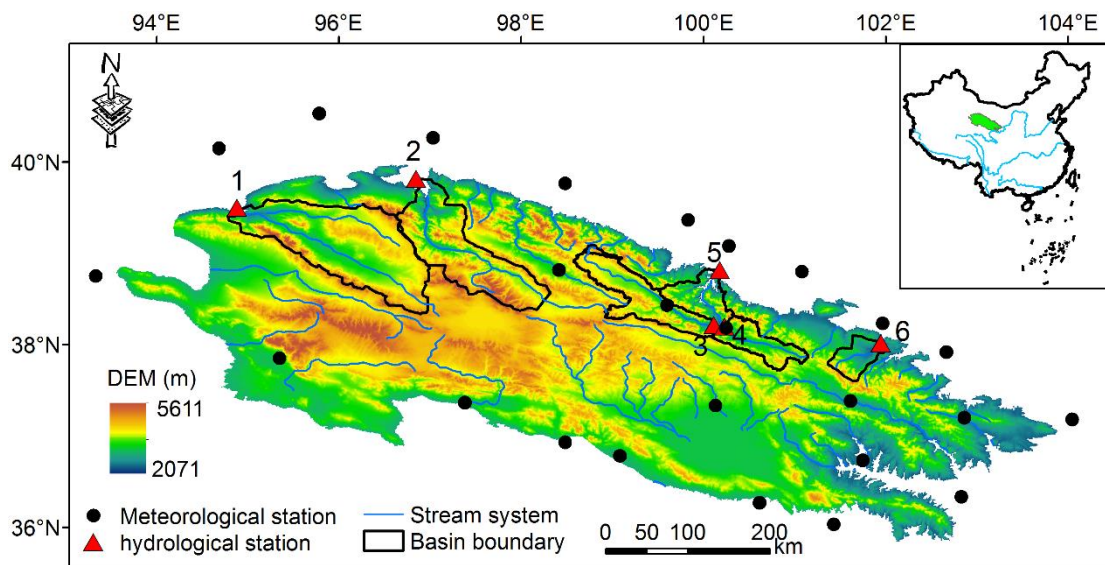 94°E 96°E 98°E 100°E 102°E 104°E
N
40°N
38°N
36°N
1
2
5
3
4
6
DEM (m)
5611
2071
Meteorological station
hydrological station
Stream system
Basin boundary
0 50 100 200
km